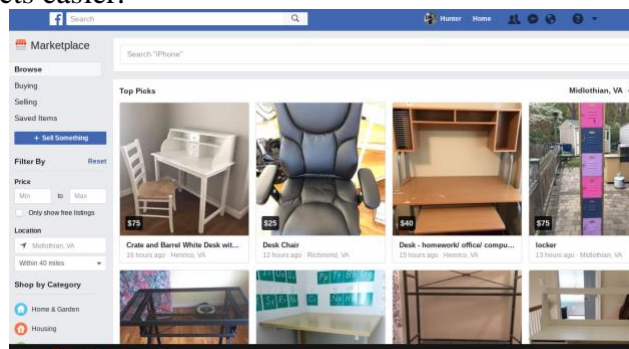 cts easier.
f Search Hunter Home
Marketplace
Search "iPhone"
Browse
Buying
Selling
Saved Items
+ Sell Something
Filter By Reset
Price
Min to Max
Only show free listings
Location
Midlothian, VA
Within 40 miles
Shop by Category
Home & Garden
Housing
Top Picks Midlothian, VA
$75 $25 $40 $75
Crate and Barrel White Desk wit... Desk Chair Desk - homework/ office/ compu... locker
16 hours ago · Henrico, VA 12 hours ago · Richmond, VA 15 hours ago · Henrico, VA 13 hours ago · Midlothian, VA